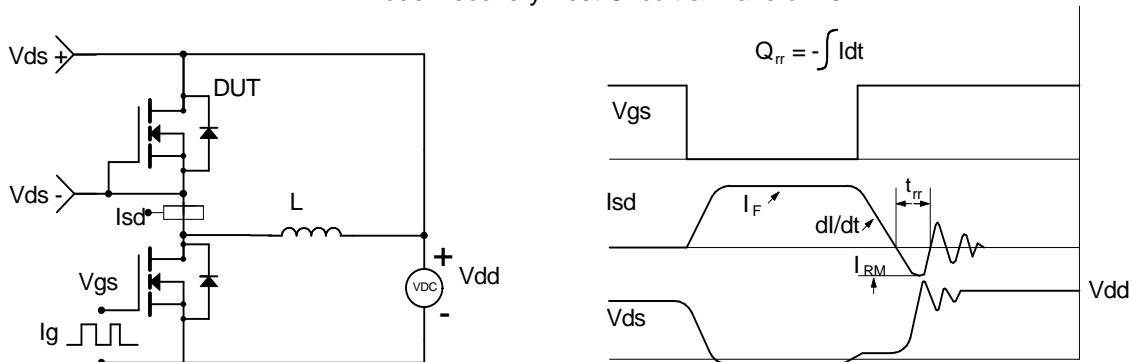 Vds +
DUT
Vds -
Isd
L
Vgs
Ig
+
VDC
-
Vdd
Qrr = -∫Idt
Vgs
Isd
IF
dI/dt
trr
IRM
Vdd
Vds